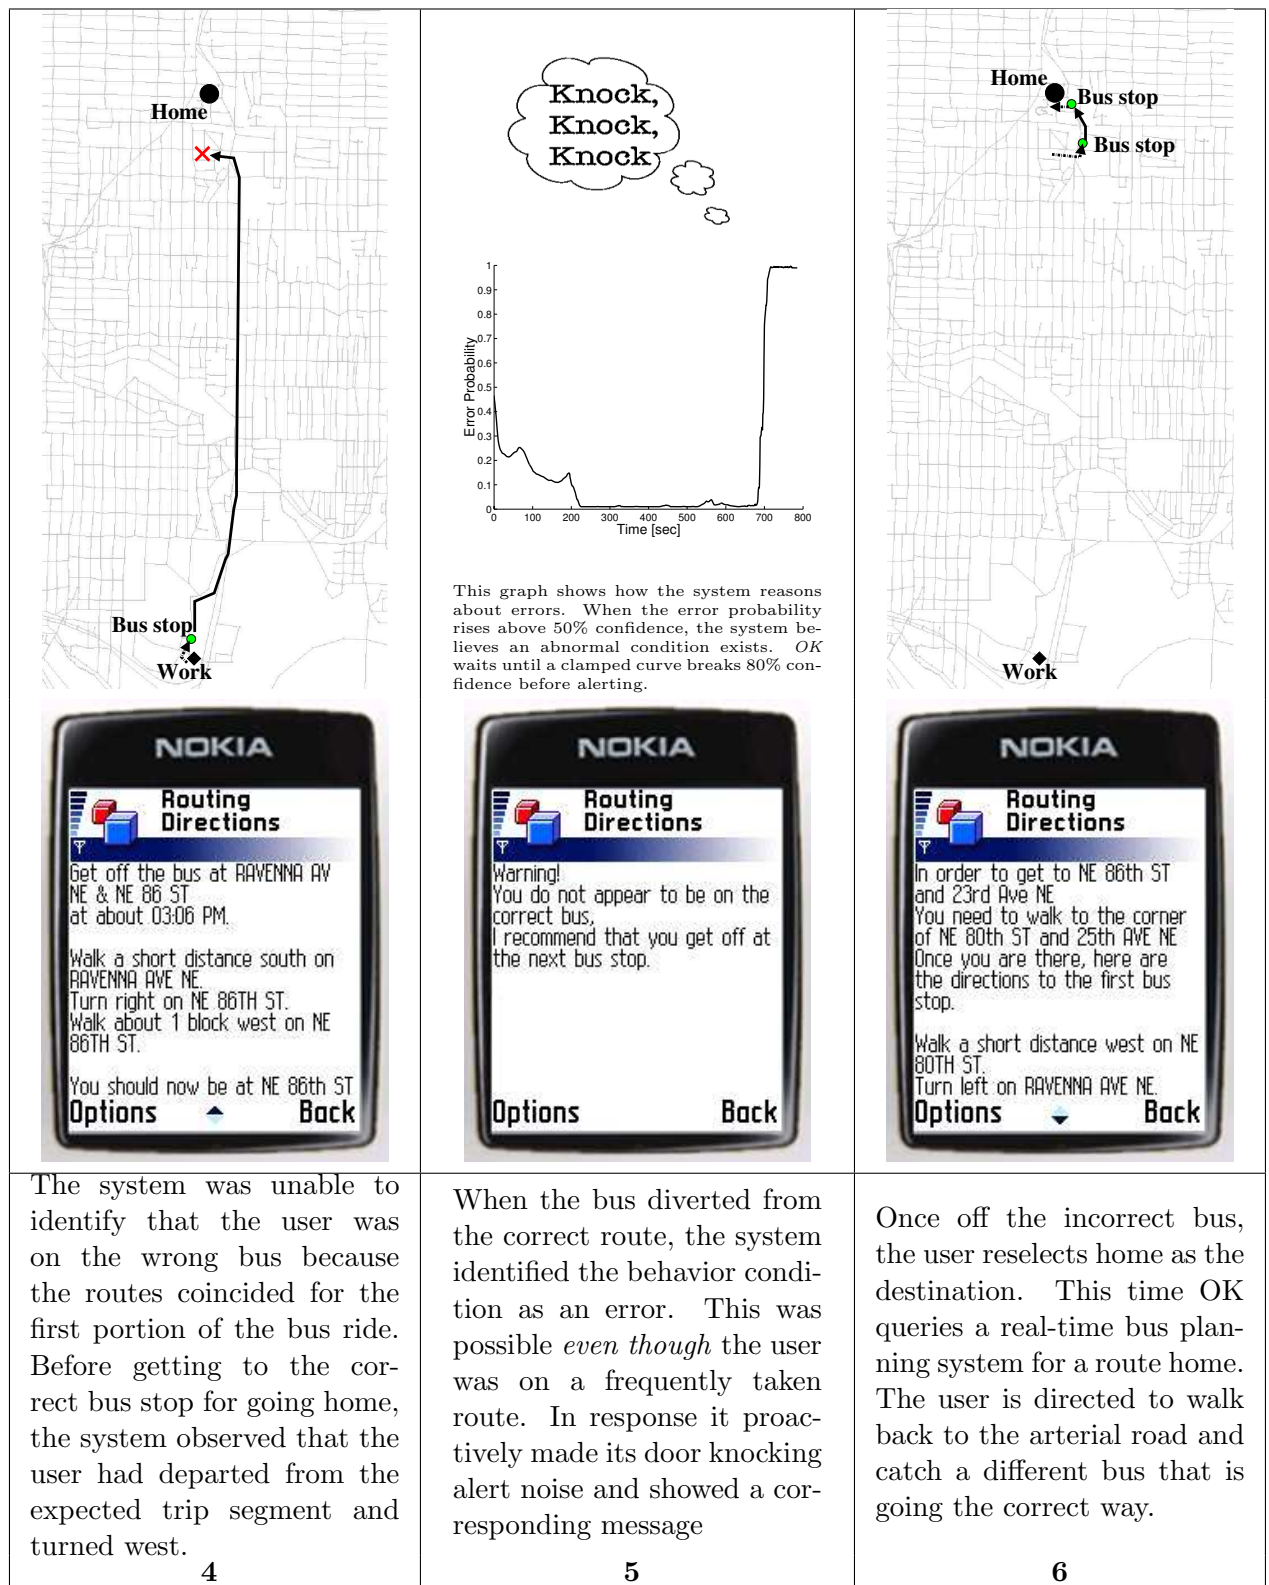 Home
Bus stop
Work
Knock,
Knock,
Knock
1
0.9
0.8
0.7
0.6
0.5
0.4
0.3
0.2
0.1
0
Error Probability
0 100 200 300 400 500 600 700 800
Time [sec]
This graph shows how the system reasons
about errors. When the error probability
rises above 50% confidence, the system be-
lieves an abnormal condition exists. OK
waits until a clamped curve breaks 80% con-
fidence before alerting.
Home
Bus stop
Bus stop
Work
NOKIA
Routing
Directions
Get off the bus at RAVENNA AV
NE & NE 86 ST
at about 03:06 PM.
Walk a short distance south on
RAVENNA AVE NE.
Turn right on NE 86TH ST.
Walk about 1 block west on NE
86TH ST.
You should now be at NE 86th ST
Options Back
NOKIA
Routing
Directions
Warning!
You do not appear to be on the
correct bus,
I recommend that you get off at
the next bus stop.
Options Back
NOKIA
Routing
Directions
In order to get to NE 86th ST
and 23rd Ave NE
You need to walk to the corner
of NE 80th ST and 25th AVE NE
Once you are there, here are
the directions to the first bus
stop.
Walk a short distance west on NE
80TH ST.
Turn left on RAVENNA AVE NE.
Options Back
The system was unable to
identify that the user was
on the wrong bus because
the routes coincided for the
first portion of the bus ride.
Before getting to the cor-
rect bus stop for going home,
the system observed that the
user had departed from the
expected trip segment and
turned west.
4
When the bus diverted from
the correct route, the system
identified the behavior condi-
tion as an error. This was
possible even though the user
was on a frequently taken
route. In response it proac-
tively made its door knocking
alert noise and showed a cor-
responding message
5
Once off the incorrect bus,
the user reselects home as the
destination. This time OK
queries a real-time bus plan-
ning system for a route home.
The user is directed to walk
back to the arterial road and
catch a different bus that is
going the correct way.
6